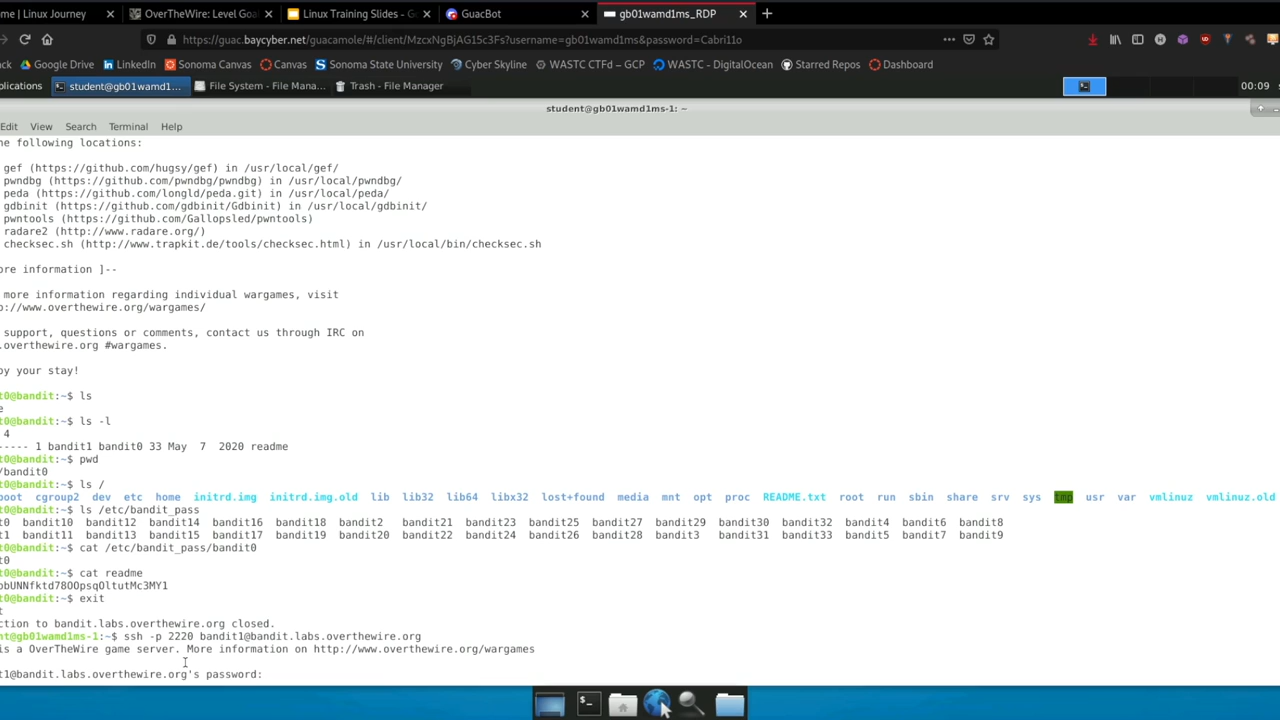 me | Linux Journey
OverTheWire: Level Goa
Linux Training Slides - G
GuacBot
gb01wamd1ms_RDP
https://guac.baycyber.net/guacamole/#/client/MzcxNgBjAG15c3Fs?username=gb01wamd1ms&password=Cabri11o
ack Google Drive LinkedIn Sonoma Canvas Canvas Sonoma State University Cyber Skyline WASTC CTFd – GCP WASTC - DigitalOcean Starred Repos Dashboard
plications student@gb01wamd1... File System - File Mana... Trash - File Manager 00:09
student@gb01wamd1ms-1: ~
Edit View Search Terminal Help
he following locations:
gef (https://github.com/hugsy/gef) in /usr/local/gef/
pwndbg (https://github.com/pwndbg/pwndbg) in /usr/local/pwndbg/
peda (https://github.com/longld/peda.git) in /usr/local/peda/
gdbinit (https://github.com/gdbinit/Gdbinit) in /usr/local/gdbinit/
pwntools (https://github.com/Gallopsled/pwntools)
radare2 (http://www.radare.org/)
checksec.sh (http://www.trapkit.de/tools/checksec.html) in /usr/local/bin/checksec.sh
ore information ]--
more information regarding individual wargames, visit
p://www.overthewire.org/wargames/
support, questions or comments, contact us through IRC on
.overthewire.org #wargames.
oy your stay!
t0@bandit:~$ ls
e
t0@bandit:~$ ls -l
4
----- 1 bandit1 bandit0 33 May 7 2020 readme
t0@bandit:~$ pwd
/bandit0
t0@bandit:~$ ls /
boot cgroup2 dev etc home initrd.img initrd.img.old lib lib32 lib64 libx32 lost+found media mnt opt proc README.txt root run sbin share srv sys tmp usr var vmlinuz vmlinuz.old
t0@bandit:~$ ls /etc/bandit_pass
t0 bandit10 bandit12 bandit14 bandit16 bandit18 bandit2 bandit21 bandit23 bandit25 bandit27 bandit29 bandit30 bandit32 bandit4 bandit6 bandit8
t1 bandit11 bandit13 bandit15 bandit17 bandit19 bandit20 bandit22 bandit24 bandit26 bandit28 bandit3 bandit31 bandit33 bandit5 bandit7 bandit9
t0@bandit:~$ cat /etc/bandit_pass/bandit0
t0
t0@bandit:~$ cat readme
pbUNNfktd78OOpsqOltutMc3MY1
t0@bandit:~$ exit
t
ction to bandit.labs.overthewire.org closed.
nt@gb01wamd1ms-1:~$ ssh -p 2220 bandit1@bandit.labs.overthewire.org
is a OverTheWire game server. More information on http://www.overthewire.org/wargames
t1@bandit.labs.overthewire.org's password: